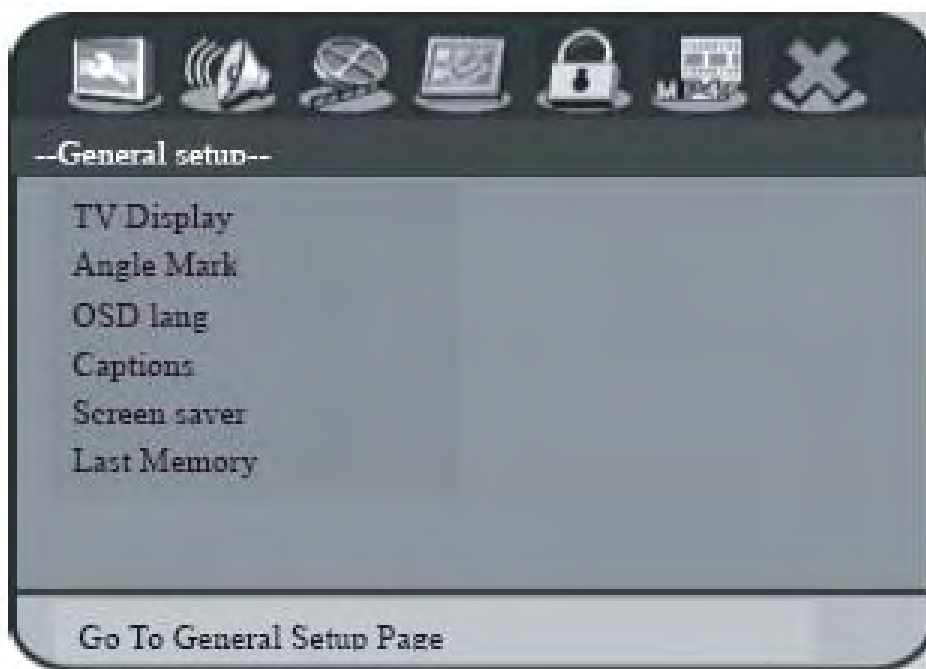 --General setup--
TV Display
Angle Mark
OSD lang
Captions
Screen saver
Last Memory
Go To General Setup Page